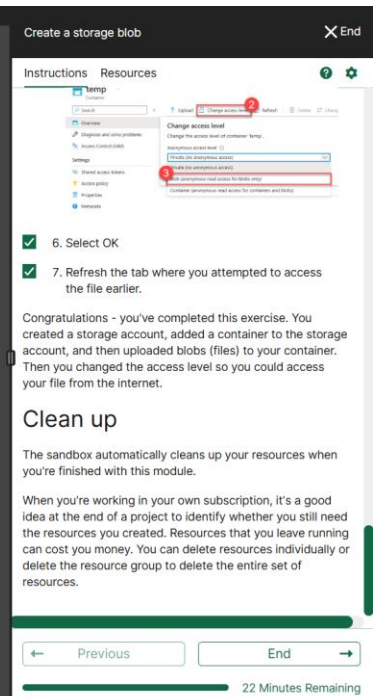 Create a storage blob
End
Instructions Resources
temp
Container
Search
Upload Change access level Refresh Delete
2
Overview
Diagnose and solve problems
Access Control (IAM)
Settings
Shared access tokens
Access policy
Properties
Metadata
Change access level
Change the access level of container 'temp'.
Anonymous access level
Private (no anonymous access)
Private (no anonymous access)
3
Blob (anonymous read access for blobs only)
Container (anonymous read access for containers and blobs)
6. Select OK
7. Refresh the tab where you attempted to access
the file earlier.
Congratulations - you've completed this exercise. You
created a storage account, added a container to the storage
account, and then uploaded blobs (files) to your container.
Then you changed the access level so you could access
your file from the internet.
Clean up
The sandbox automatically cleans up your resources when
you're finished with this module.
When you're working in your own subscription, it's a good
idea at the end of a project to identify whether you still need
the resources you created. Resources that you leave running
can cost you money. You can delete resources individually or
delete the resource group to delete the entire set of
resources.
Previous
End
22 Minutes Remaining